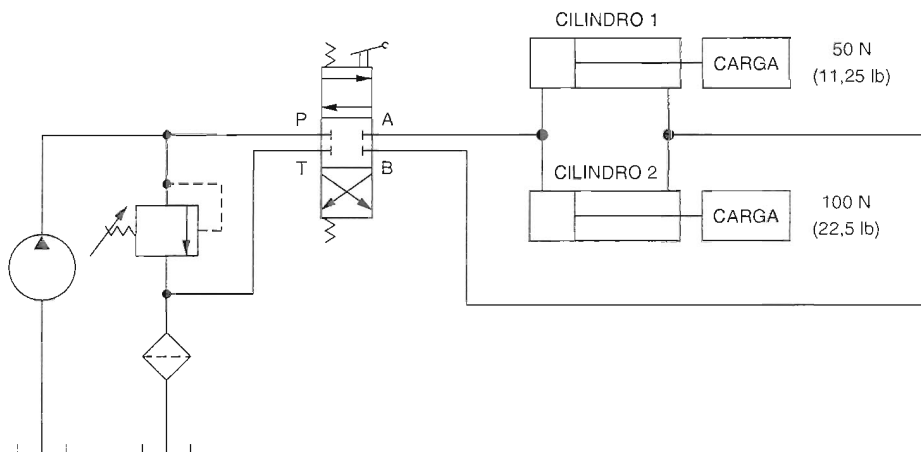 CILINDRO 1
CARGA
50 N
(11,25 lb)
P
A
T
B
CILINDRO 2
CARGA
100 N
(22,5 lb)